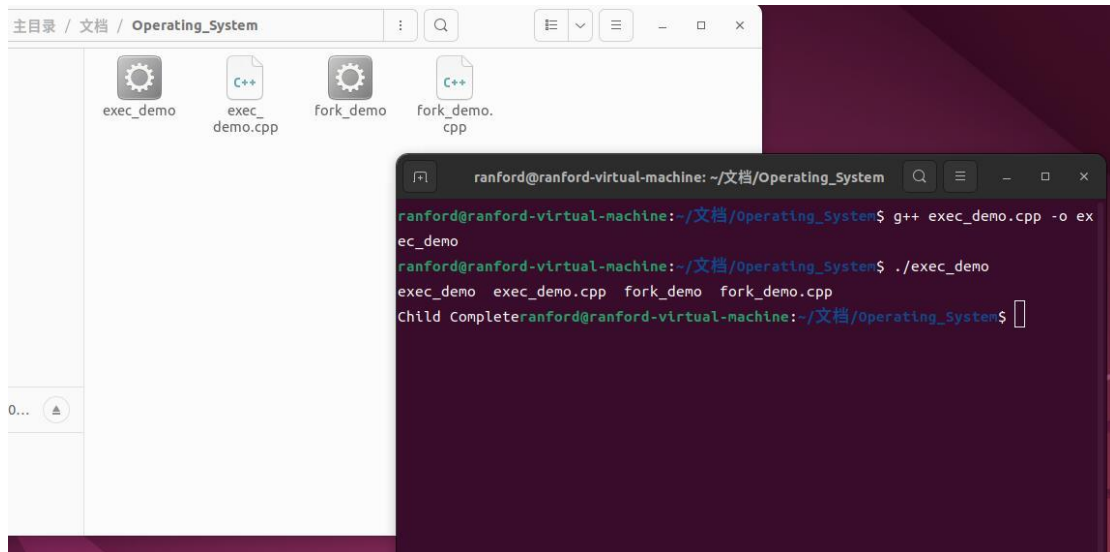 主目录 / 文档 / Operating_System
C++
C++
exec_demo
exec_
demo.cpp
fork_demo
fork_demo.
cpp
ranford@ranford-virtual-machine: ~/文档/Operating_System
ranford@ranford-virtual-machine:~/文档/Operating_System$ g++ exec_demo.cpp -o ex
ec_demo
ranford@ranford-virtual-machine:~/文档/Operating_System$ ./exec_demo
exec_demo  exec_demo.cpp  fork_demo  fork_demo.cpp
Child Completeranford@ranford-virtual-machine:~/文档/Operating_System$
0...